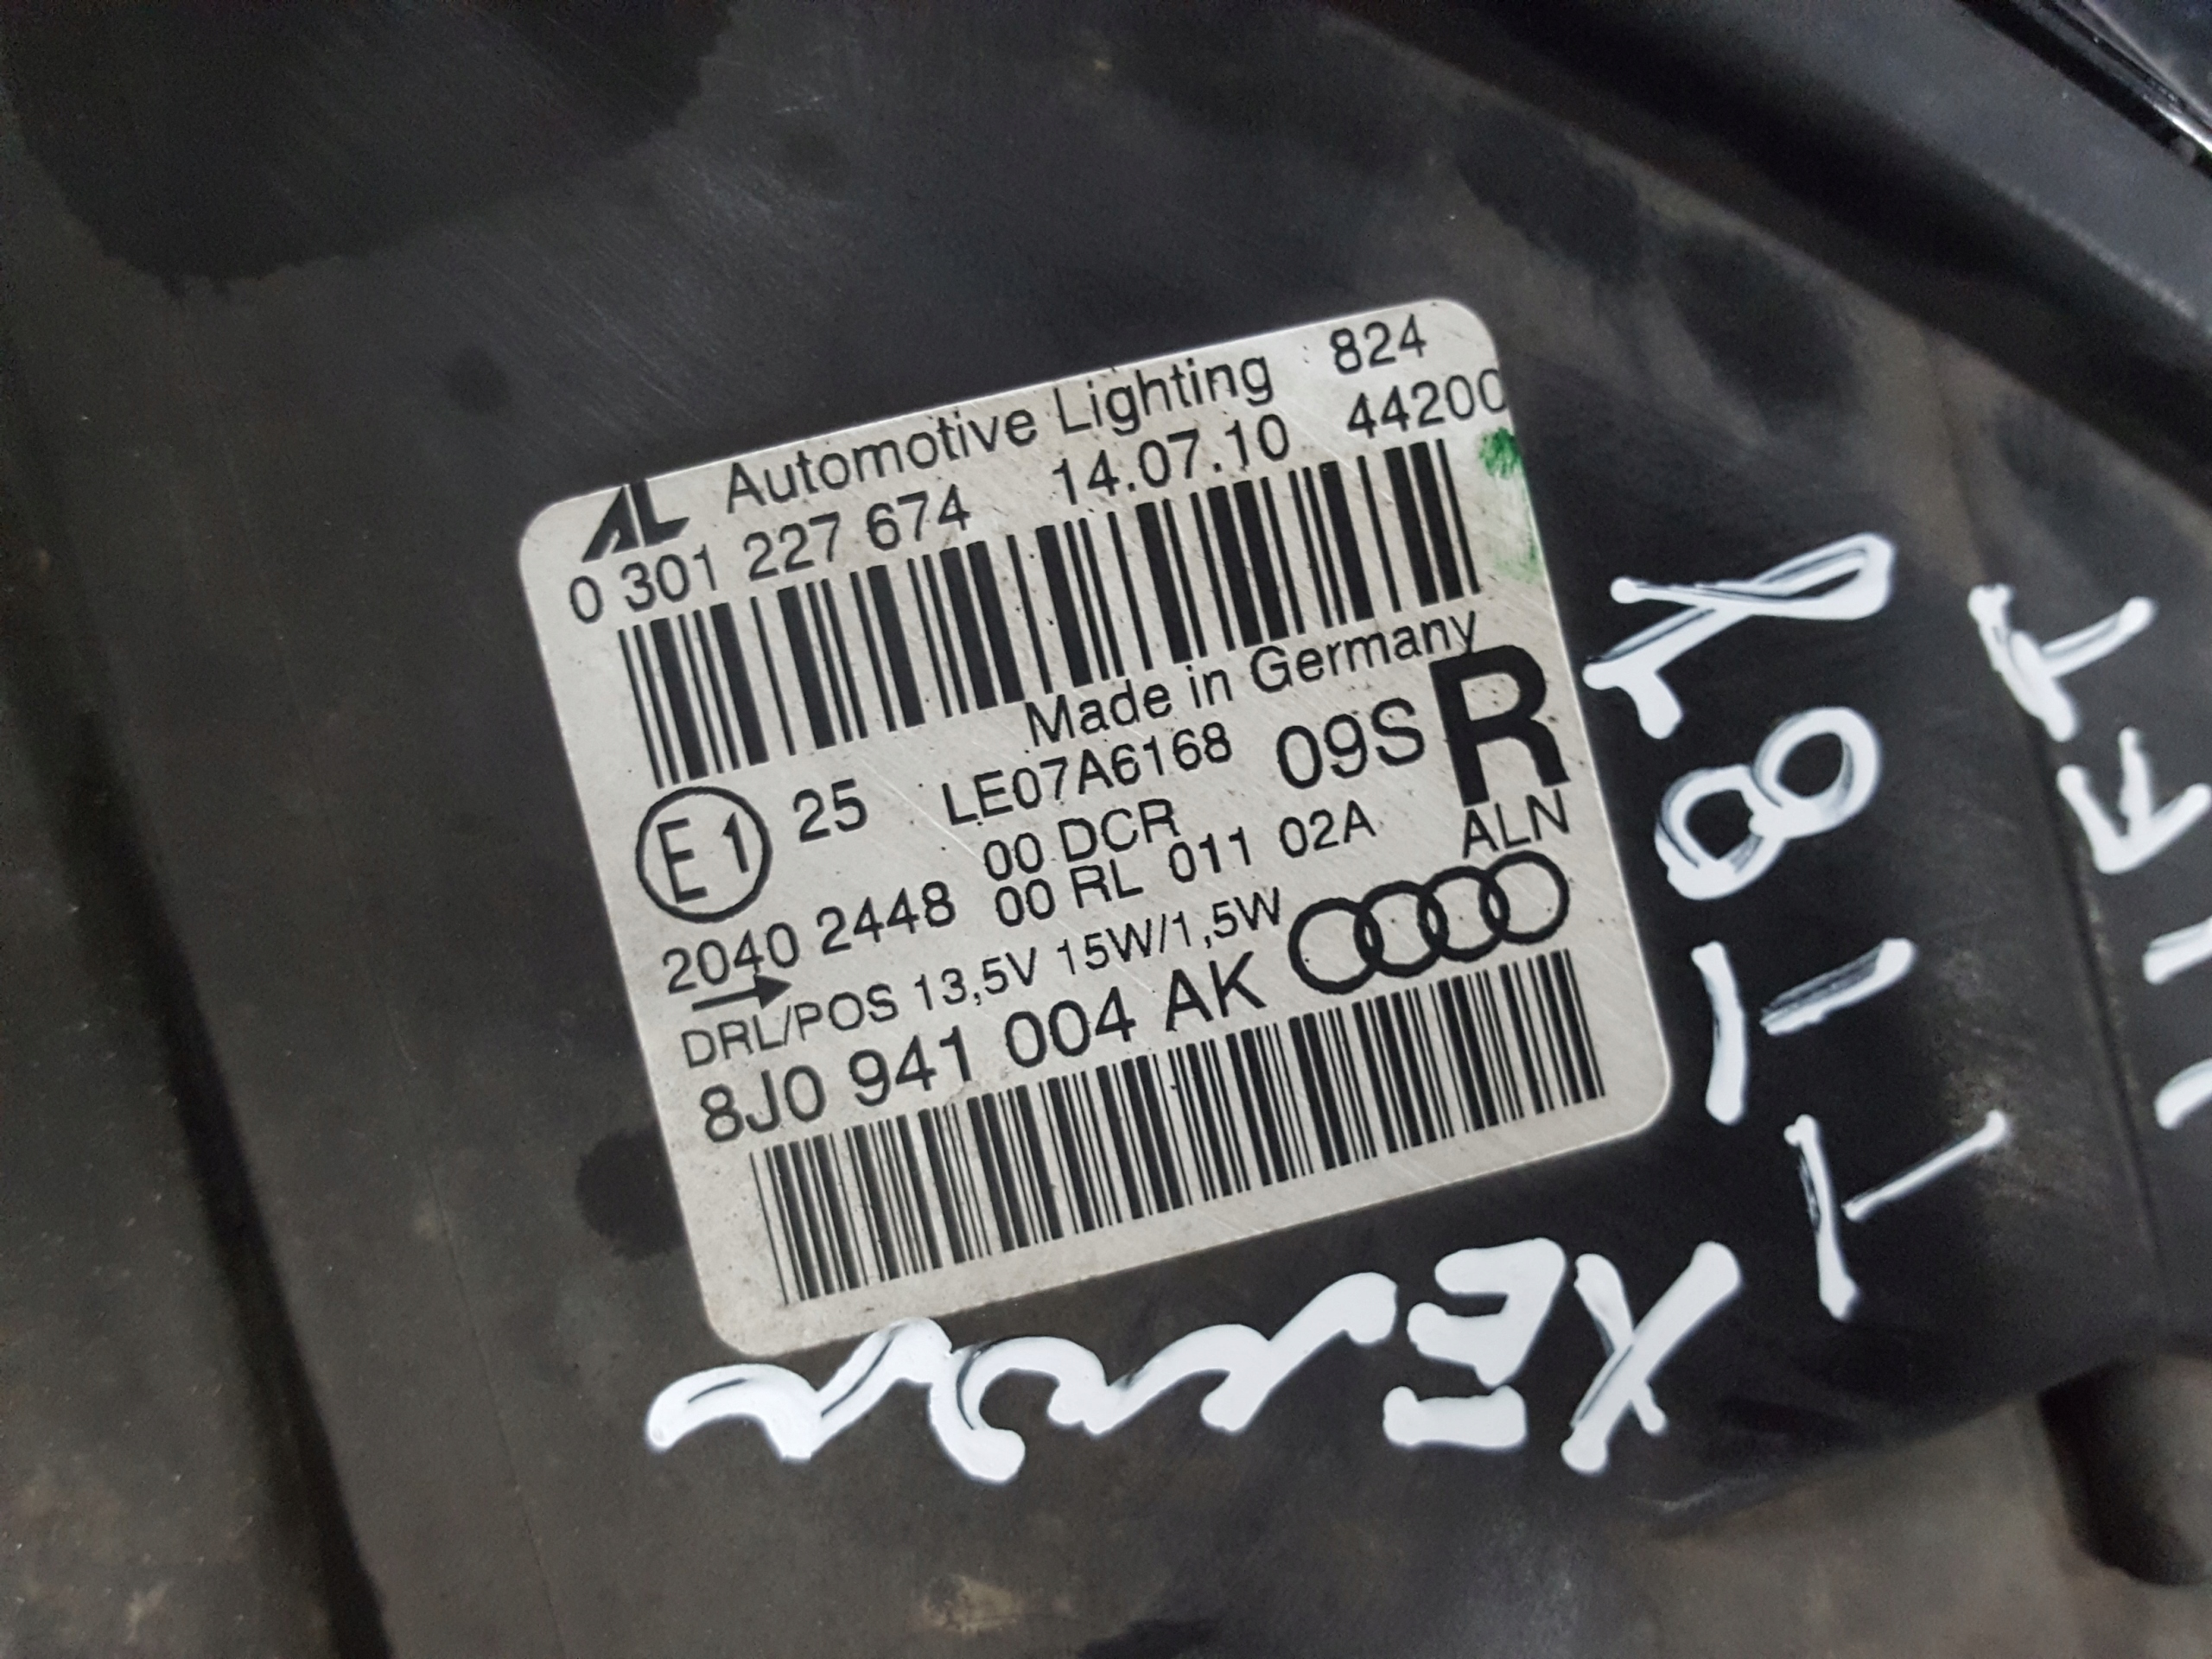 AL Automotive Lighting 824
0 301 227 674 14.07.10 44200
Made in Germany
E1 25 LE07A6168 09S R
00 DCR
2040 2448 00 RL 011 02A ALN
DRL/POS 13,5V 15W/1,5W
8J0 941 004 AK